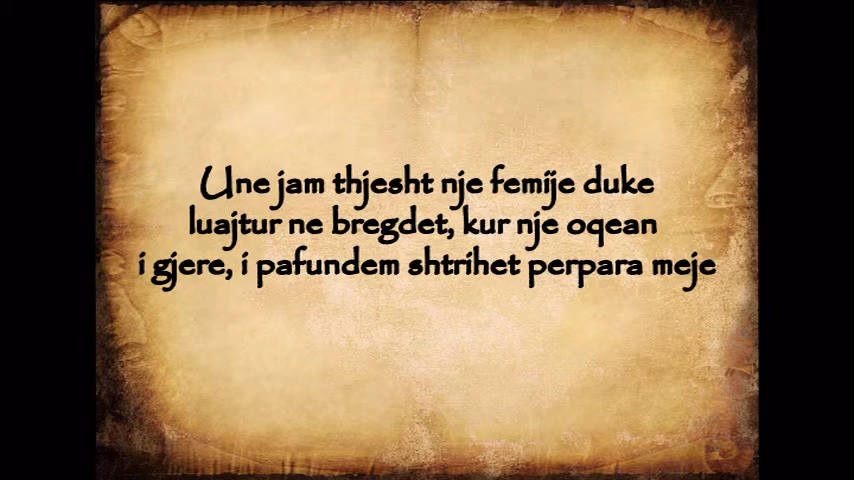 Une jam thjesht nje femije duke
luajtur ne bregdet, kur nje oqean
i gjere, i pafundem shtrihet perpara meje